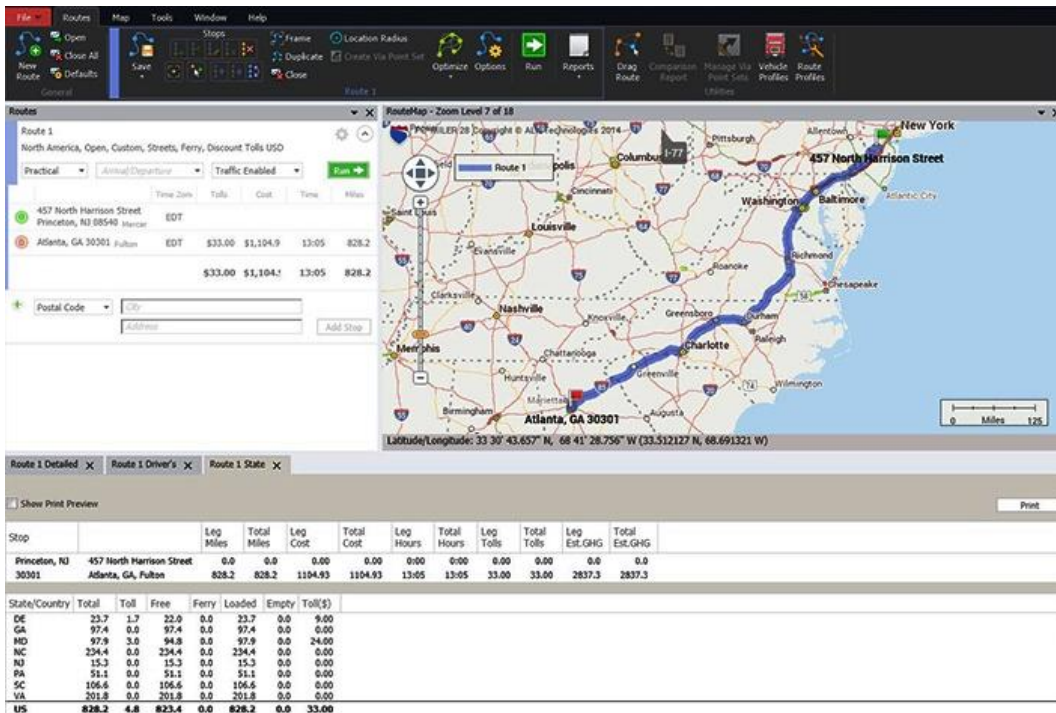 File Routes Map Tools Window Help
New Route
Open
Close All
Defaults
General
Save
Stops
Frame
Duplicate
Close
Location Radius
Create Via Point Set
Route 1
Optimize
Options
Run
Reports
Drag Route
Comparison Report
Manage Via Point Sets
Vehicle Profiles
Route Profiles
Utilities
Routes
Route 1
North America, Open, Custom, Streets, Ferry, Discount Tolls USD
Practical Arrival/Departure Traffic Enabled Run
Time Zone Tolls Cost Time Miles
457 North Harrison Street
Princeton, NJ 08540 Mercer EDT
Atlanta, GA 30301 Fulton EDT $33.00 $1,104.9 13:05 828.2
$33.00 $1,104.9 13:05 828.2
Postal Code City
Address Add Stop
RouteMap - Zoom Level 7 of 18
Route 1
I-77
Pittsburgh
Allentown
New York
457 North Harrison Street
Columbus
Washington
Baltimore
Atlantic City
Cincinnati
Saint Louis
Louisville
Evansville
Richmond
Roanoke
Chesapeake
58
Clarksville
Nashville
Knoxville
Greensboro
Durham
Raleigh
Memphis
Chattanooga
Charlotte
Greenville
Huntsville
Wilmington
74
Marietta
Birmingham
Atlanta, GA 30301
Augusta
0 Miles 125
Latitude/Longitude: 33 30' 43.657" N, 68 41' 28.756" W (33.512127 N, 68.691321 W)
Route 1 Detailed Route 1 Driver's Route 1 State
Show Print Preview
Print
Stop Leg Miles Total Miles Leg Cost Total Cost Leg Hours Total Hours Leg Tolls Total Tolls Leg Est.GHG Total Est.GHG
Princeton, NJ 457 North Harrison Street 0.0 0.0 0.00 0.00 0:00 0:00 0.00 0.00 0.0 0.0
30301 Atlanta, GA, Fulton 828.2 828.2 1104.93 1104.93 13:05 13:05 33.00 33.00 2837.3 2837.3
State/Country Total Toll Free Ferry Loaded Empty Toll($)
DE 23.7 1.7 22.0 0.0 23.7 0.0 9.00
GA 97.4 0.0 97.4 0.0 97.4 0.0 0.00
MD 97.9 3.0 94.8 0.0 97.9 0.0 24.00
NC 234.4 0.0 234.4 0.0 234.4 0.0 0.00
NJ 15.3 0.0 15.3 0.0 15.3 0.0 0.00
PA 51.1 0.0 51.1 0.0 51.1 0.0 0.00
SC 106.6 0.0 106.6 0.0 106.6 0.0 0.00
VA 201.8 0.0 201.8 0.0 201.8 0.0 0.00
US 828.2 4.8 823.4 0.0 828.2 0.0 33.00